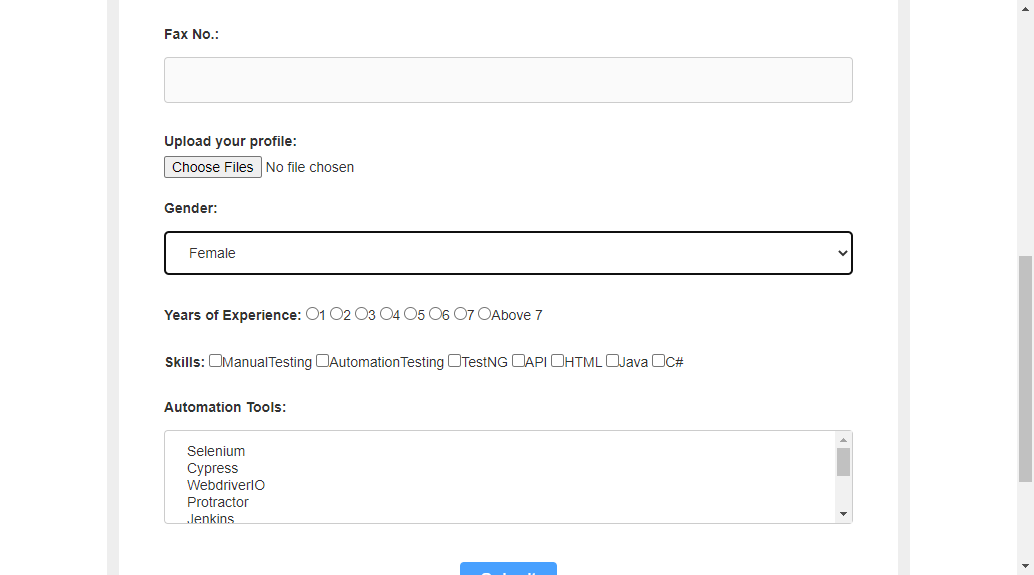 Fax No.:
Upload your profile:
Choose Files No file chosen
Gender:
Female
Years of Experience: 1 2 3 4 5 6 7 Above 7
Skills: ManualTesting AutomationTesting TestNG API HTML Java C#
Automation Tools:
Selenium
Cypress
WebdriverIO
Protractor
Jenkins